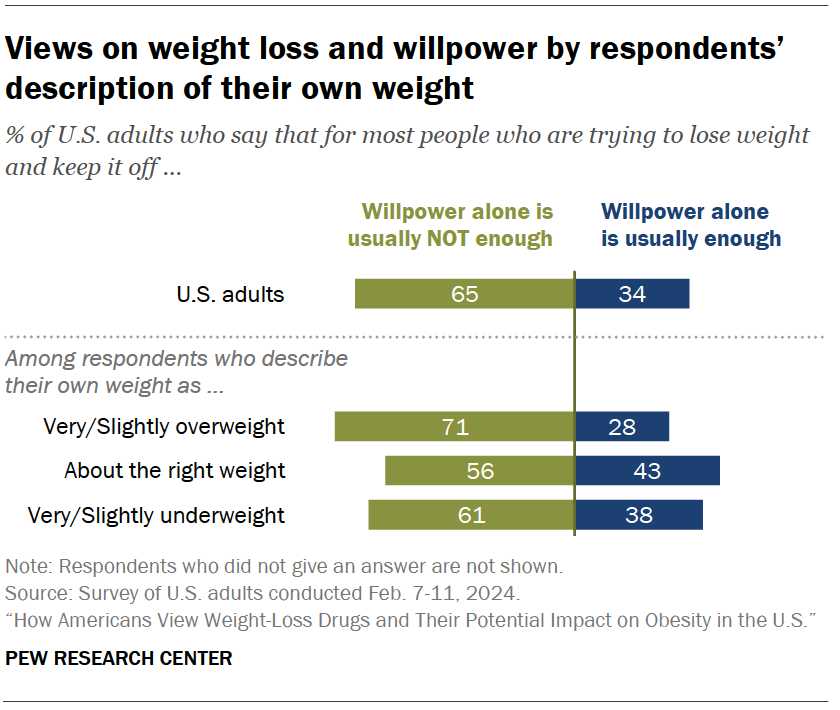 Views on weight loss and willpower by respondents’
description of their own weight
% of U.S. adults who say that for most people who are trying to lose weight
and keep it off ...
Willpower alone is
usually NOT enough
Willpower alone
is usually enough
U.S. adults 65 34
Among respondents who describe
their own weight as ...
Very/Slightly overweight 71 28
About the right weight 56 43
Very/Slightly underweight 61 38
Note: Respondents who did not give an answer are not shown.
Source: Survey of U.S. adults conducted Feb. 7-11, 2024.
“How Americans View Weight-Loss Drugs and Their Potential Impact on Obesity in the U.S.”
PEW RESEARCH CENTER